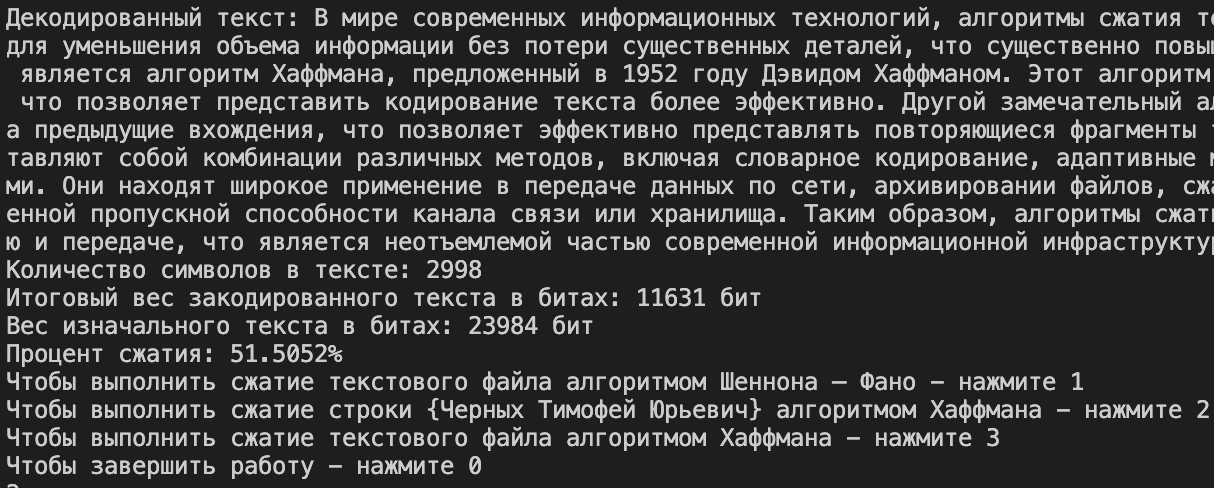 Декодированный текст: В мире современных информационных технологий, алгоритмы сжатия
для уменьшения объема информации без потери существенных деталей, что существенно
является алгоритм Хаффмана, предложенный в 1952 году Дэвидом Хаффманом. Этот алгоритм
что позволяет представить кодирование текста более эффективно. Другой замечательный
а предыдущие вхождения, что позволяет эффективно представлять повторяющиеся фрагменты
тавляют собой комбинации различных методов, включая словарное кодирование, адаптивные
ми. Они находят широкое применение в передаче данных по сети, архивировании файлов,
енной пропускной способности канала связи или хранилища. Таким образом, алгоритмы
ю и передаче, что является неотъемлемой частью современной информационной
Количество символов в тексте: 2998
Итоговый вес закодированного текста в битах: 11631 бит
Вес изначального текста в битах: 23984 бит
Процент сжатия: 51.5052%
Чтобы выполнить сжатие текстового файла алгоритмом Шеннона – Фано – нажмите 1
Чтобы выполнить сжатие строки {Черных Тимофей Юрьевич} алгоритмом Хаффмана – нажмите 2
Чтобы выполнить сжатие текстового файла алгоритмом Хаффмана – нажмите 3
Чтобы завершить работу – нажмите 0